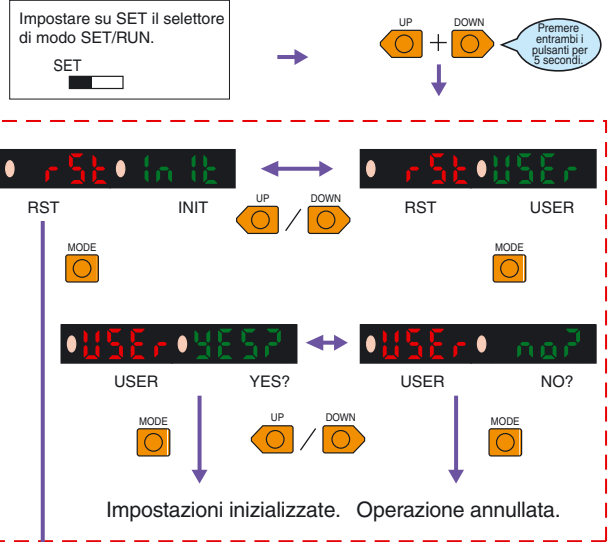 Impostare su SET il selettore
di modo SET/RUN.
SET
UP
DOWN
Premere
entrambi i
pulsanti per
5 secondi.
rSt InIt
rSt USEr
RST INIT
RST USER
UP DOWN
MODE
MODE
USEr YES?
USEr no?
USER YES?
USER NO?
MODE
UP DOWN
MODE
Impostazioni inizializzate. Operazione annullata.